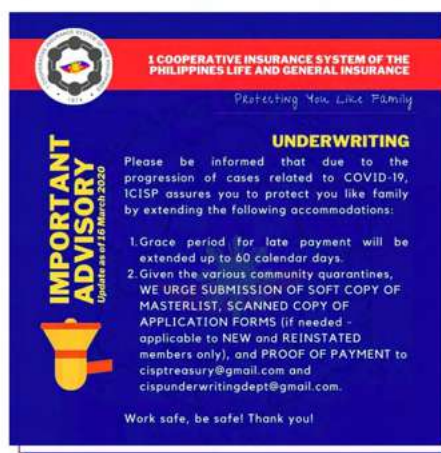 1 COOPERATIVE INSURANCE SYSTEM OF THE
PHILIPPINES LIFE AND GENERAL INSURANCE
Protecting You Like Family
IMPORTANT
ADVISORY
Update as of 16 March 2020
UNDERWRITING
Please be informed that due to the
progression of cases related to COVID-19,
1CISP assures you to protect you like family
by extending the following accommodations:
1. Grace period for late payment will be
extended up to 60 calendar days.
2. Given the various community quarantines,
WE URGE SUBMISSION OF SOFT COPY OF
MASTERLIST, SCANNED COPY OF
APPLICATION FORMS (if needed -
applicable to NEW and REINSTATED
members only), and PROOF OF PAYMENT to
cisptreasury@gmail.com and
cispunderwritingdept@gmail.com.
Work safe, be safe! Thank you!